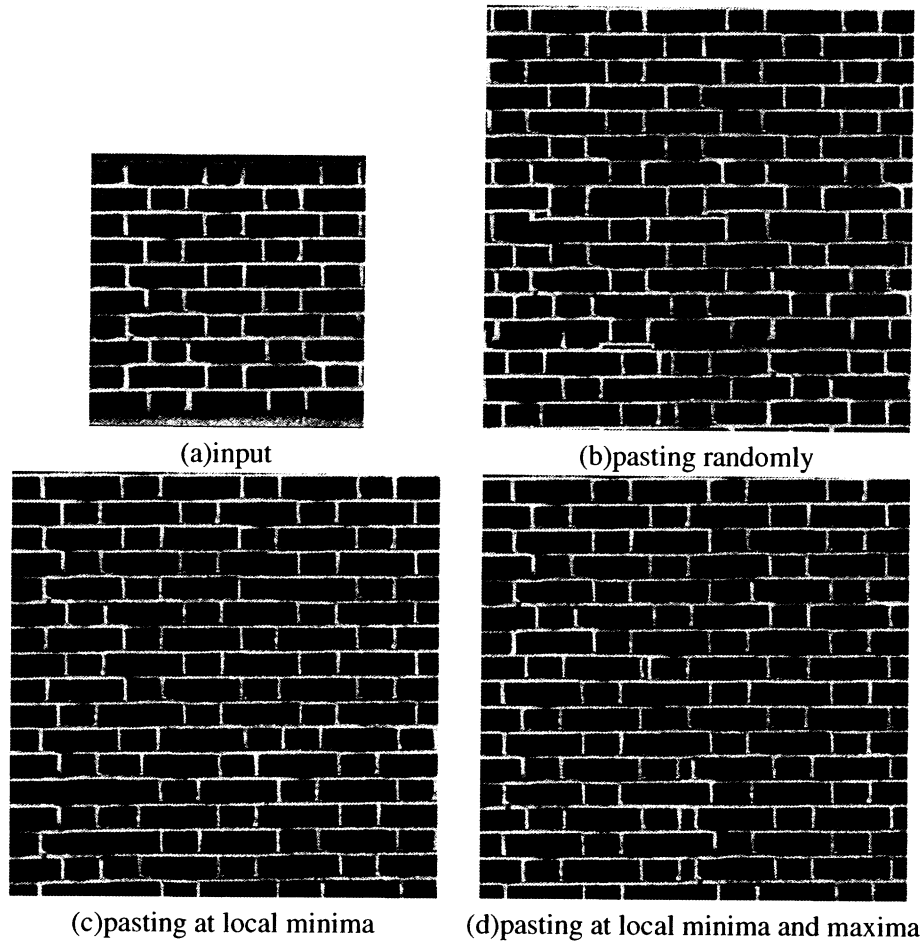 (a)input
(b)pasting randomly
(c)pasting at local minima
(d)pasting at local minima and maxima